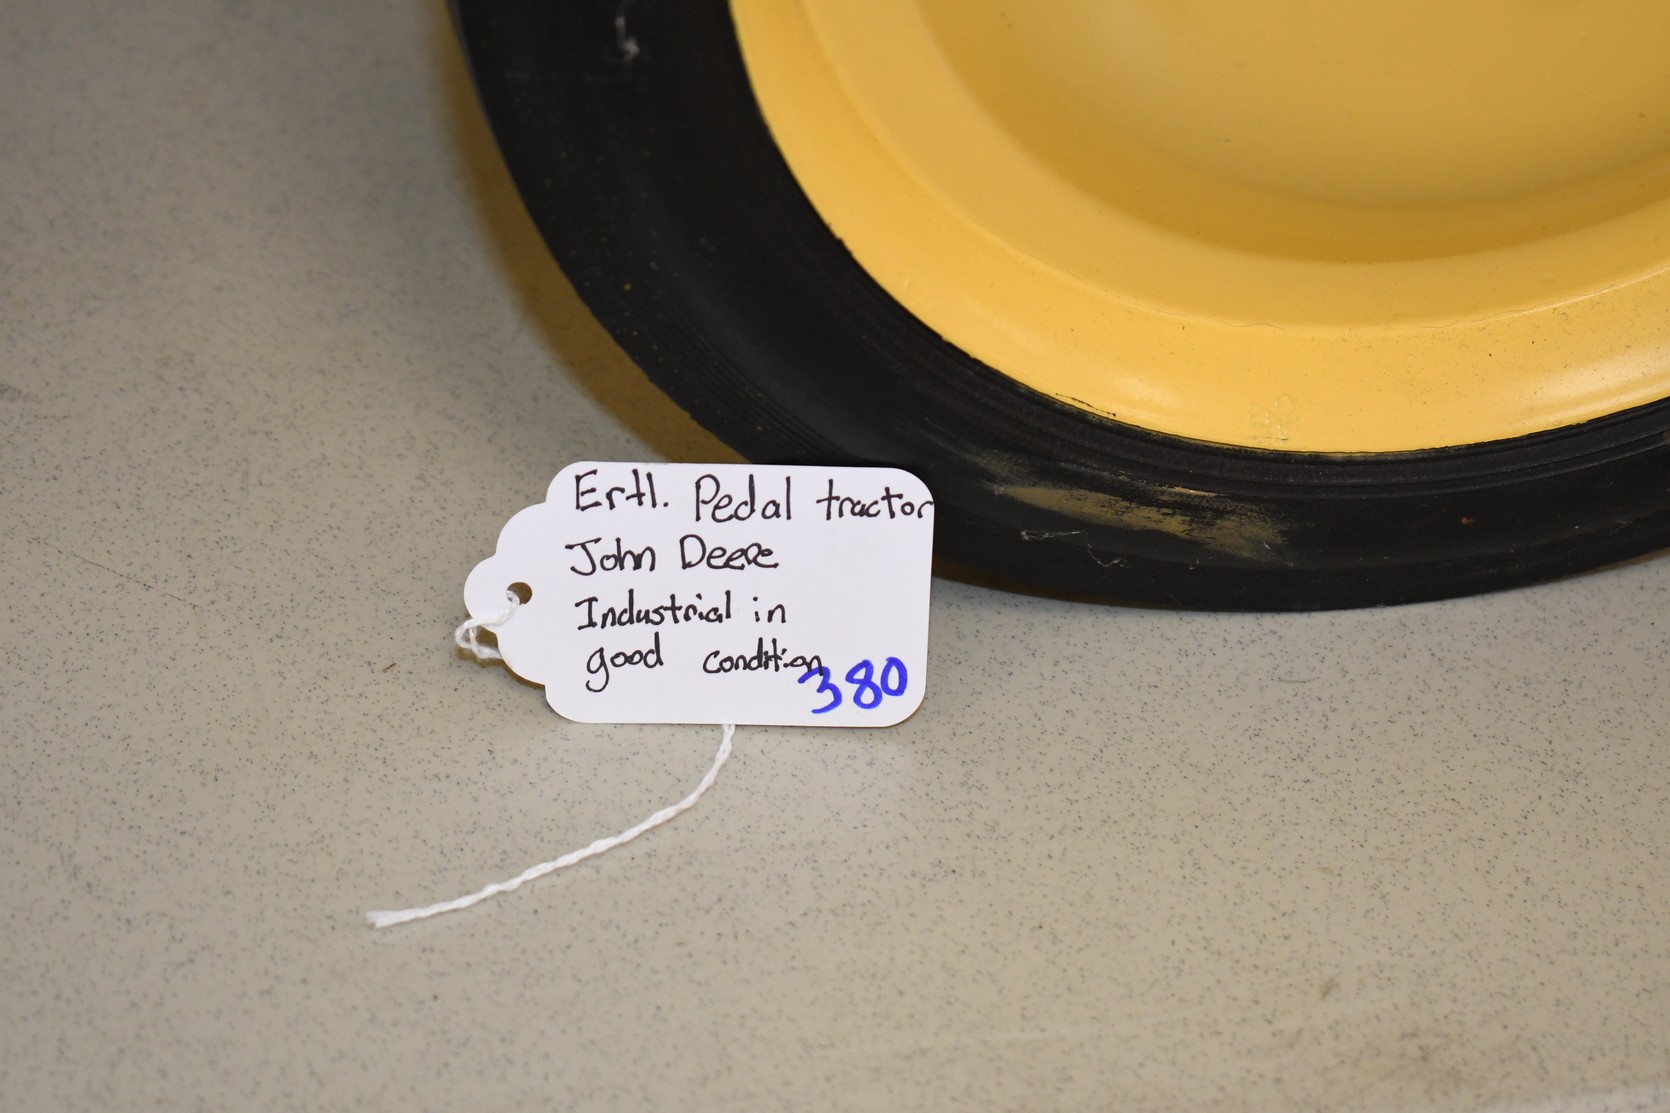 Ertl. Pedal tractor
John Deere
Industrial in
good condition
380